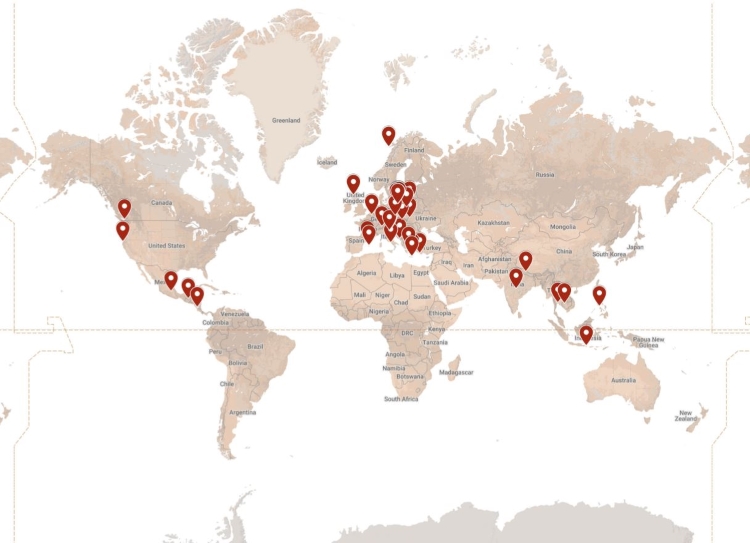 Greenland
Iceland
Finland
Sweden
Norway
Russia
United
Kingdom
Canada
Ukraine
Kazakhstan
Mongolia
United States
Spain
Turkey
China
Japan
South Korea
Afghanistan
Iraq
Iran
Pakistan
Algeria
Libya
Egypt
Saudi Arabia
Mali
Niger
Chad
Sudan
Nigeria
Ethiopia
Venezuela
Colombia
DRC
Kenya
Tanzania
Papua New
Guinea
Peru
Brazil
Angola
Bolivia
Namibia
Botswana
Madagascar
Chile
Australia
South Africa
Argentina
New
Zealand